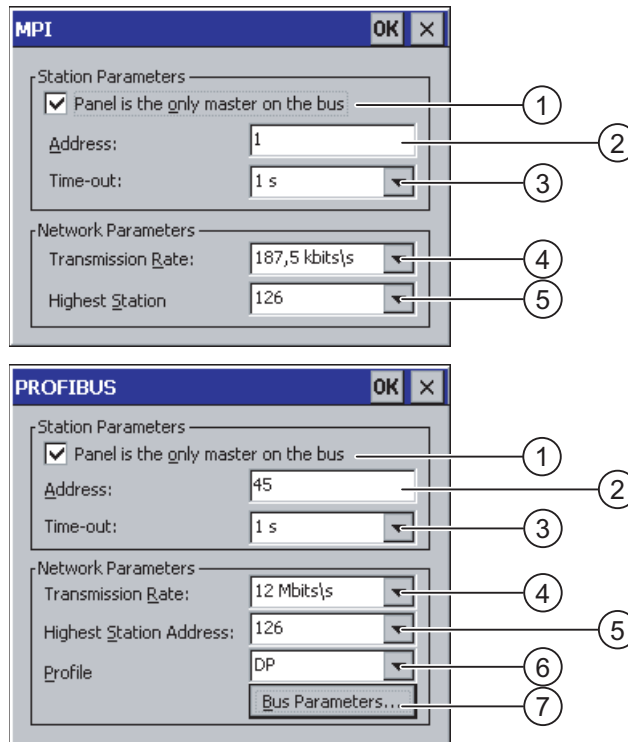 MPI OK ×
Station Parameters
Panel is the only master on the bus 1
Address: 1 2
Time-out: 1 s 3
Network Parameters
Transmission Rate: 187,5 kbits\s 4
Highest Station 126 5
PROFIBUS OK ×
Station Parameters
Panel is the only master on the bus 1
Address: 45 2
Time-out: 1 s 3
Network Parameters
Transmission Rate: 12 Mbits\s 4
Highest Station Address: 126 5
Profile DP 6
Bus Parameters... 7